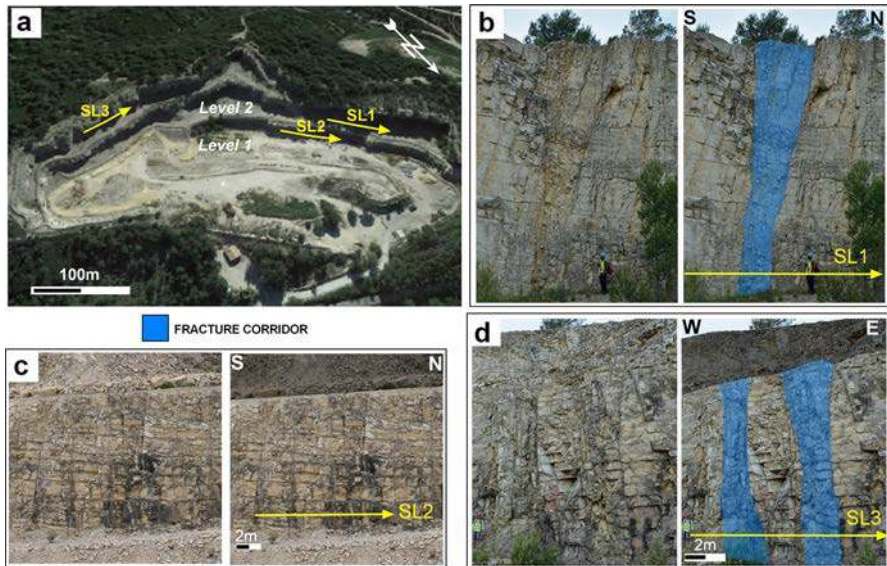 a
N
SL3
Level 2
SL1
SL2
Level 1
100m
b
S
N
SL1
FRACTURE CORRIDOR
c
S
N
SL2
2m
d
W
E
SL3
2m